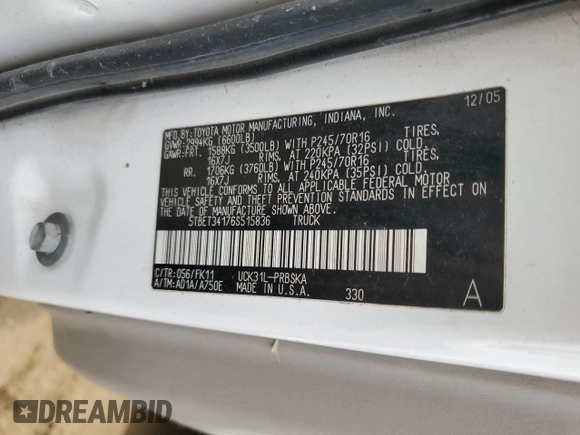 12/05
MFD.BY: TOYOTA MOTOR MANUFACTURING, INDIANA, INC.
GVWR: 2994KG (6600LB)
GAWR: FRT. 1588KG (3500LB) WITH P245/70R16 TIRES,
16X7J RIMS, AT 220KPA (32PSI) COLD.
RR. 1706KG (3760LB) WITH P245/70R16 TIRES,
16X7J RIMS, AT 240KPA (35PSI) COLD.
THIS VEHICLE CONFORMS TO ALL APPLICABLE FEDERAL MOTOR
VEHICLE SAFETY AND THEFT PREVENTION STANDARDS IN EFFECT
ON THE DATE OF MANUFACTURE SHOWN ABOVE.
5TBET34176S515836 TRUCK
C/TR: 056/FK11 UCK31L-PRBSKA
A/TM: A01A/A750E MADE IN U.S.A. 330
A
DREAMBID